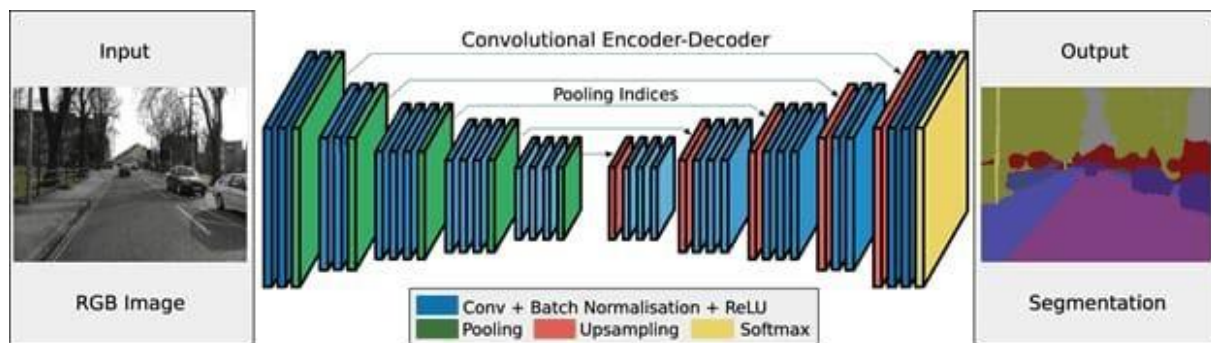 Input
RGB Image
Convolutional Encoder-Decoder
Pooling Indices
Conv + Batch Normalisation + ReLU
Pooling Upsampling Softmax
Output
Segmentation